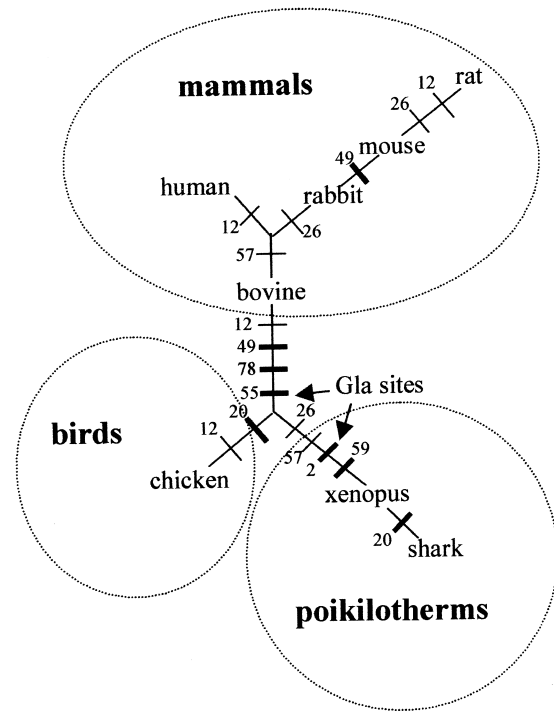 mammals
12
rat
26
mouse
49
human
rabbit
12
26
57
bovine
12
49
78
55
Gla sites
20
26
birds
12
57
59
2
chicken
xenopus
20
shark
poikilotherms